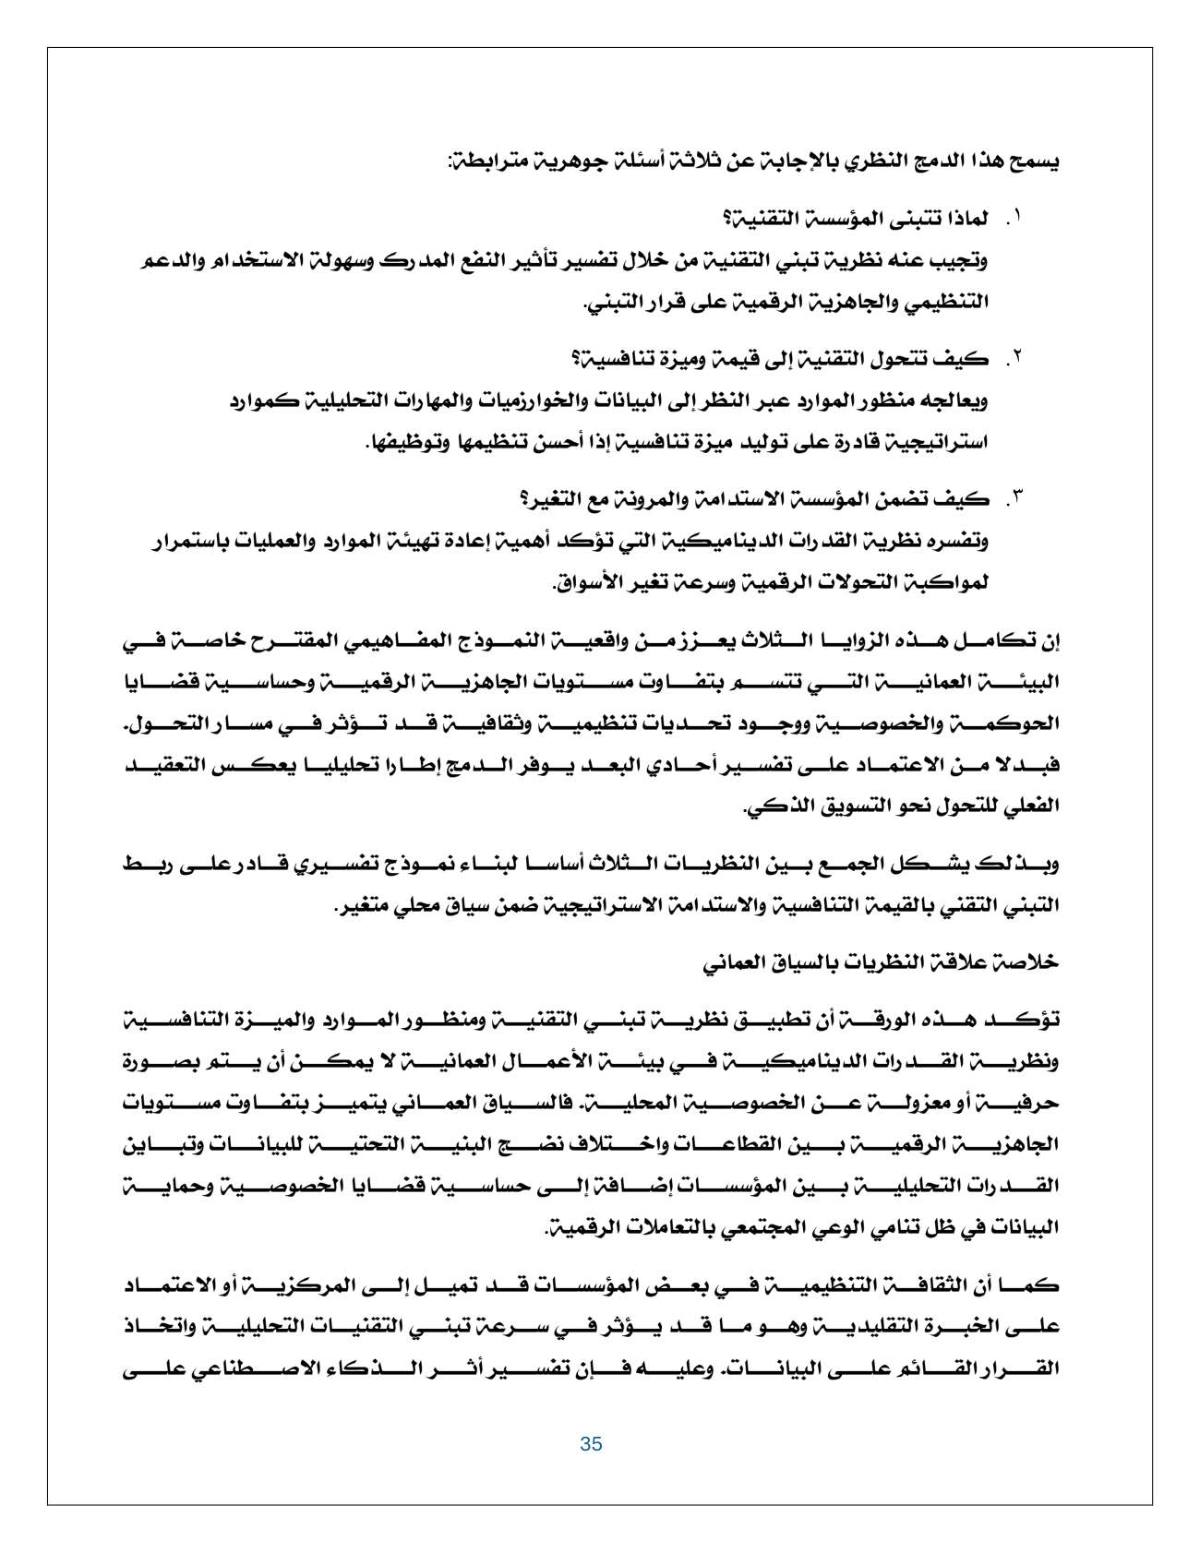 يسمح هذا الدمج النظري بالإجابة عن ثلاثة أسئلة جوهرية مترابطة:
١. لماذا تتبنى المؤسسة التقنية؟
وتجيب عنه نظرية تبني التقنية من خلال تفسير تأثير النفع المدرك وسهولة الاستخدام والدعم
التنظيمي والجاهزية الرقمية على قرار التبني.
٢. كيف تتحول التقنية إلى قيمة وميزة تنافسية؟
ويعالجه منظور الموارد عبر النظر إلى البيانات والخوارزميات والمهارات التحليلية كموارد
استراتيجية قادرة على توليد ميزة تنافسية إذا أحسن تنظيمها وتوظيفها.
٣. كيف تضمن المؤسسة الاستدامة والمرونة مع التغير؟
وتفسره نظرية القدرات الديناميكية التي تؤكد أهمية إعادة تهيئة الموارد والعمليات باستمرار
لمواكبة التحولات الرقمية وسرعة تغير الأسواق.
إن تكامل هذه الزوايا الثلاث يعزز من واقعية النموذج المفاهيمي المقترح خاصة في
البيئة العمانية التي تتسم بتفاوت مستويات الجاهزية الرقمية وحساسية قضايا
الحوكمة والخصوصية ووجود تحديات تنظيمية وثقافية قد تؤثر في مسار التحول.
فبدلا من الاعتماد على تفسير أحادي البعد يوفر الدمج إطارا تحليليا يعكس التعقيد
الفعلي للتحول نحو التسويق الذكي.
وبذلك يشكل الجمع بين النظريات الثلاث أساسا لبناء نموذج تفسيري قادر على ربط
التبني التقني بالقيمة التنافسية والاستدامة الاستراتيجية ضمن سياق محلي متغير.
خلاصة علاقة النظريات بالسياق العماني
تؤكد هذه الورقة أن تطبيق نظرية تبني التقنية ومنظور الموارد والميزة التنافسية
ونظرية القدرات الديناميكية في بيئة الأعمال العمانية لا يمكن أن يتم بصورة
حرفية أو معزولة عن الخصوصية المحلية. فالسياق العماني يتميز بتفاوت مستويات
الجاهزية الرقمية بين القطاعات واختلاف نضج البنية التحتية للبيانات وتباين
القدرات التحليلية بين المؤسسات إضافة إلى حساسية قضايا الخصوصية وحماية
البيانات في ظل تنامي الوعي المجتمعي بالتعاملات الرقمية.
كما أن الثقافة التنظيمية في بعض المؤسسات قد تميل إلى المركزية أو الاعتماد
على الخبرة التقليدية وهو ما قد يؤثر في سرعة تبني التقنيات التحليلية واتخاذ
القرار القائم على البيانات. وعليه فإن تفسير أثر الذكاء الاصطناعي على
35